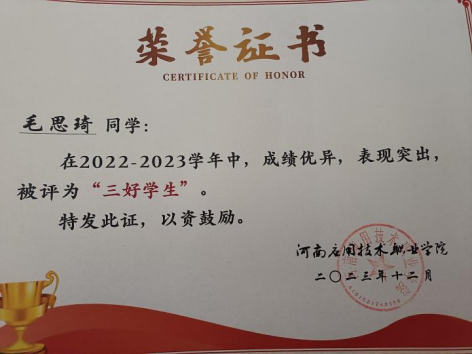 荣誉证书
CERTIFICATE OF HONOR
毛思琦 同学:
在2022-2023学年中，成绩优异，表现突出，
被评为“三好学生”。
特发此证，以资鼓励。
河南应用技术职业学院
二〇二三年十二月